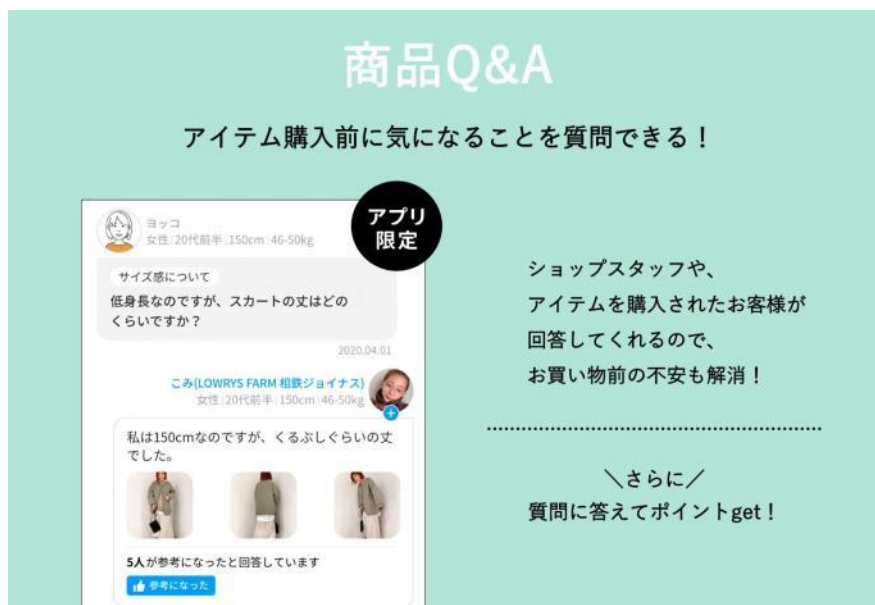 商品Q&A
アイテム購入前に気になることを質問できる！
アプリ
限定
ヨッコ
女性 | 20代前半 | 150cm | 46-50kg
サイズ感について
低身長なのですが、スカートの丈はどの
くらいですか？
2020.04.01
こみ(LOWRYS FARM 相鉄ジョイナス)
女性 | 20代前半 | 150cm | 46-50kg
私は150cmなのですが、くるぶしぐらいの丈
でした。
5人が参考になったと回答しています
参考になった
ショップスタッフや、
アイテムを購入されたお客様が
回答してくれるので、
お買い物前の不安も解消！
＼さらに／
質問に答えてポイントget！